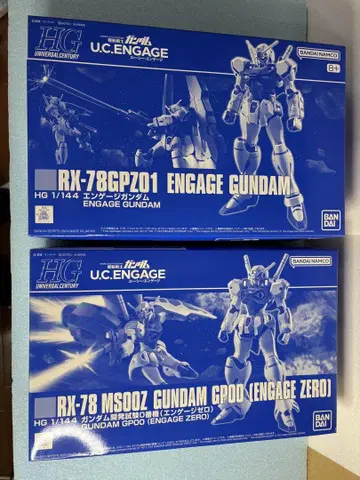 HG
UNIVERSAL CENTURY
機動戦士
ガンダム
U.C.ENGAGE
ユー.シー.エンゲージ
BANDAI NAMCO
8+
RX-78GPZ01 ENGAGE GUNDAM
HG 1/144 エンゲージガンダム
ENGAGE GUNDAM
BAN
DAI
HG
UNIVERSAL CENTURY
機動戦士
ガンダム
U.C.ENGAGE
ユー.シー.エンゲージ
BANDAI NAMCO
RX-78 MS00Z GUNDAM GP00 (ENGAGE ZERO)
HG 1/144 ガンダム開発試験0番機(エンゲージゼロ)
GUNDAM GP00 (ENGAGE ZERO)
BAN
DAI